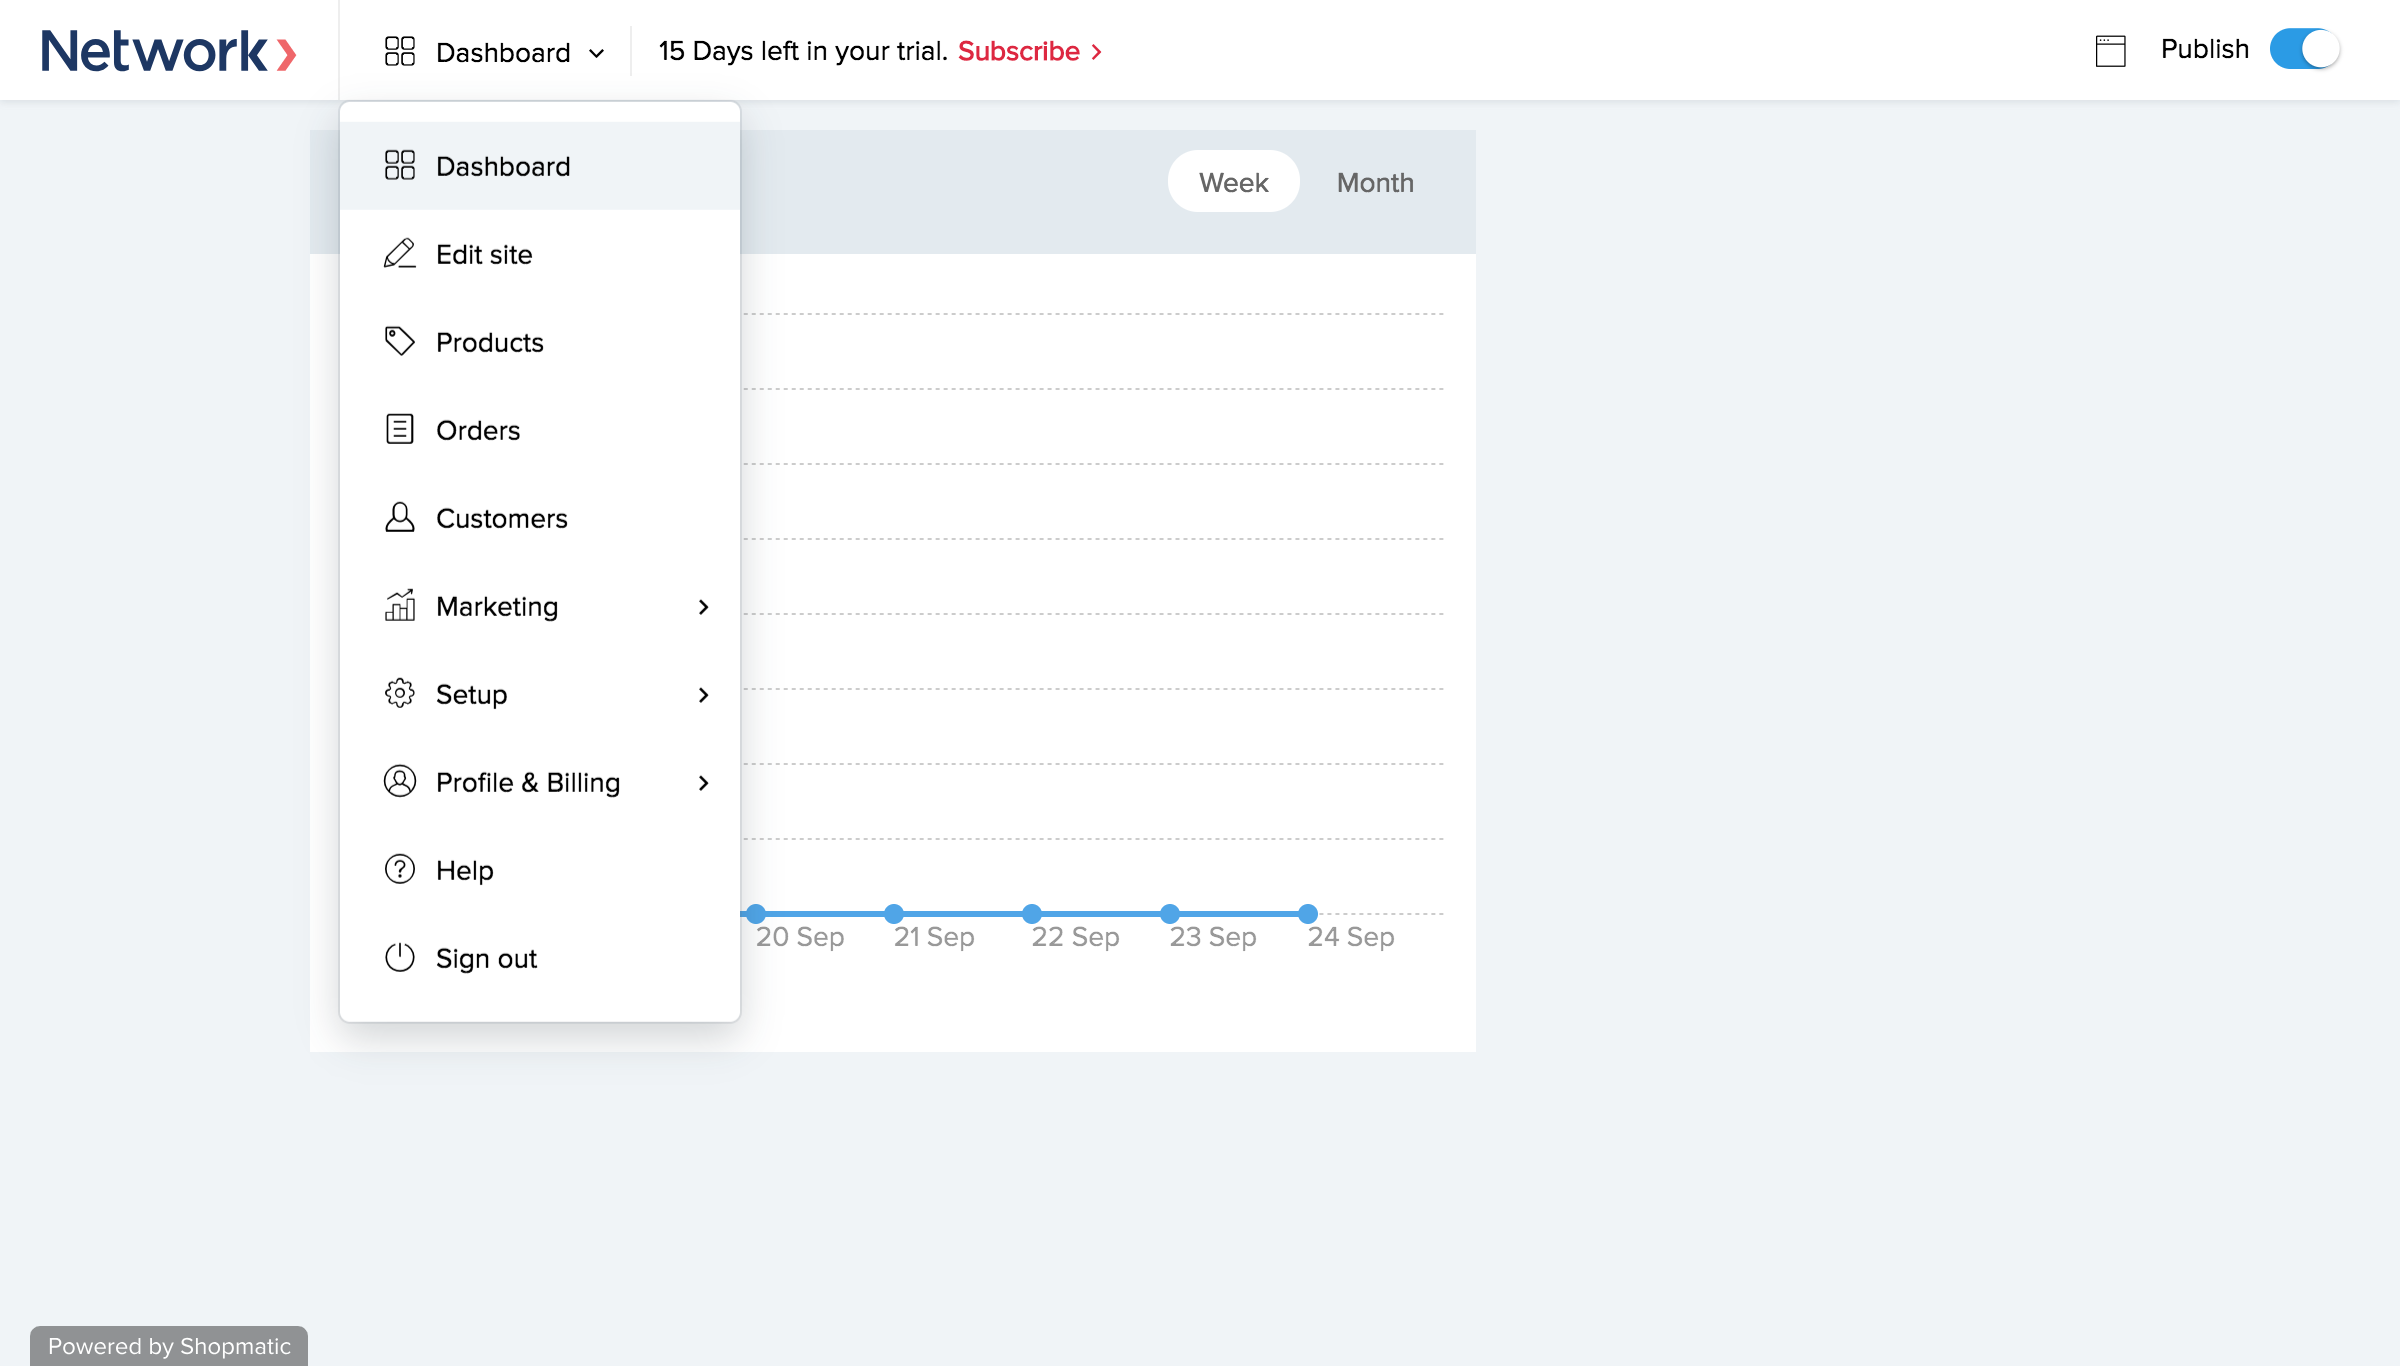 Network
Dashboard
15 Days left in your trial. Subscribe
Publish
Dashboard
Edit site
Products
Orders
Customers
Marketing
Setup
Profile & Billing
Help
Sign out
Week
Month
20 Sep
21 Sep
22 Sep
23 Sep
24 Sep
Powered by Shopmatic